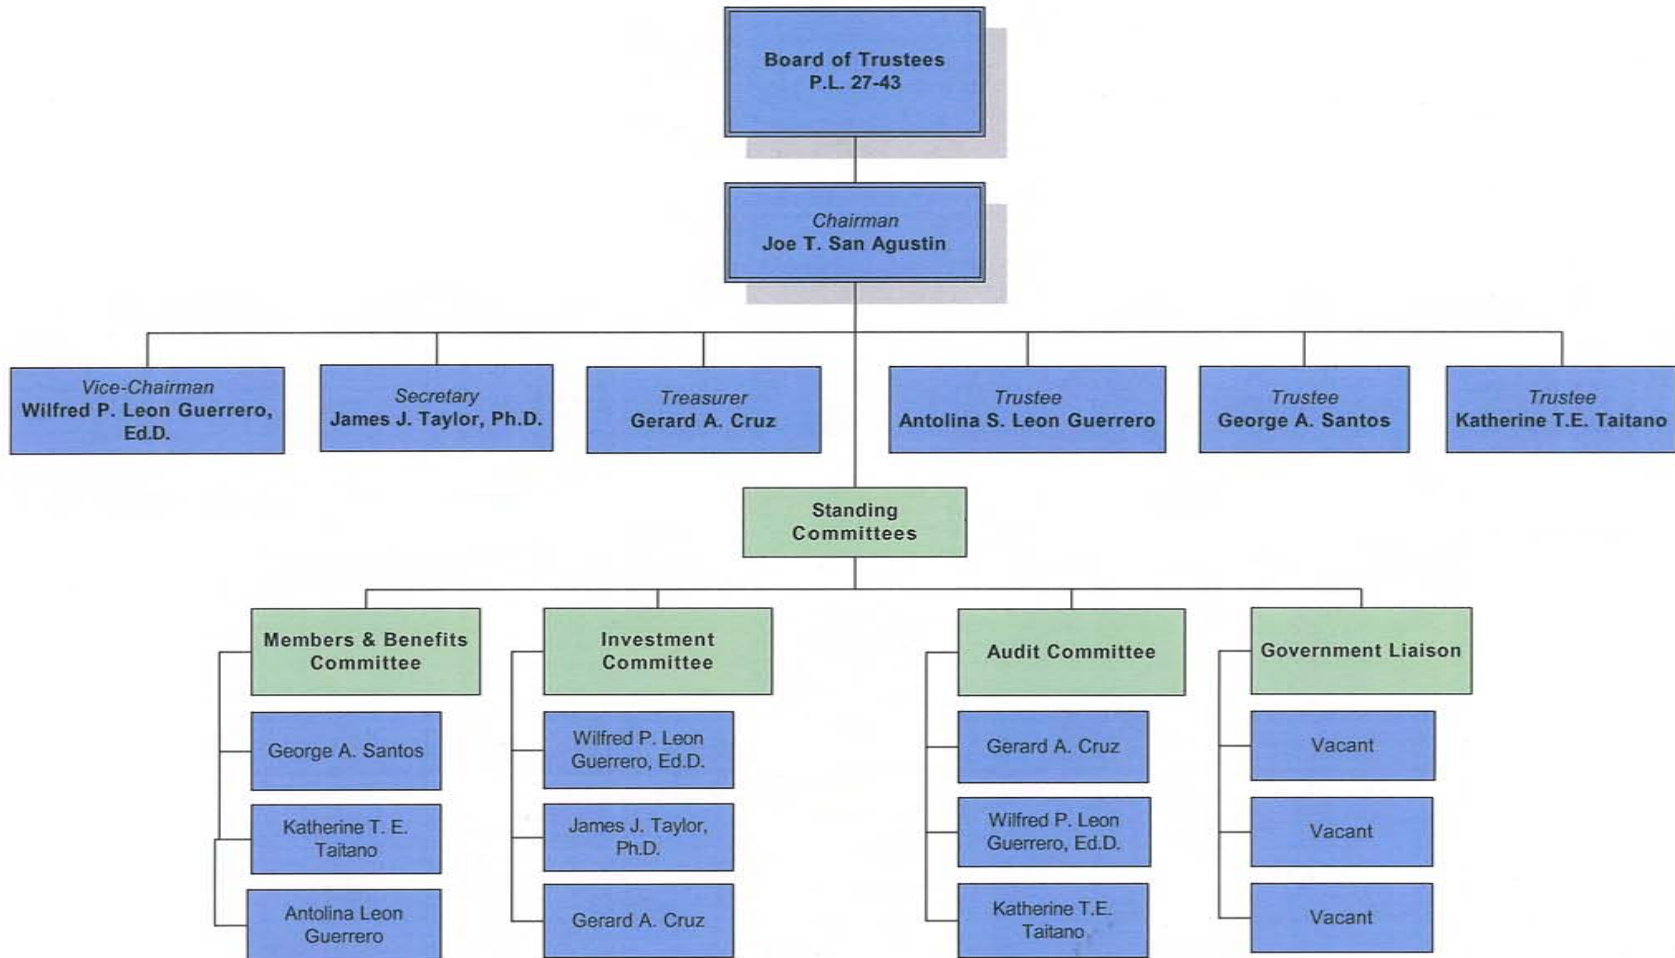 Board of Trustees
P.L. 27-43
Chairman
Joe T. San Agustin
Vice-Chairman
Wilfred P. Leon Guerrero,
Ed.D.
Secretary
James J. Taylor, Ph.D.
Treasurer
Gerard A. Cruz
Trustee
Antolina S. Leon Guerrero
Trustee
George A. Santos
Trustee
Katherine T.E. Taitano
Standing
Committees
Members & Benefits
Committee
George A. Santos
Katherine T. E.
Taitano
Antolina Leon
Guerrero
Investment
Committee
Wilfred P. Leon
Guerrero, Ed.D.
James J. Taylor,
Ph.D.
Gerard A. Cruz
Audit Committee
Gerard A. Cruz
Wilfred P. Leon
Guerrero, Ed.D.
Katherine T.E.
Taitano
Government Liaison
Vacant
Vacant
Vacant